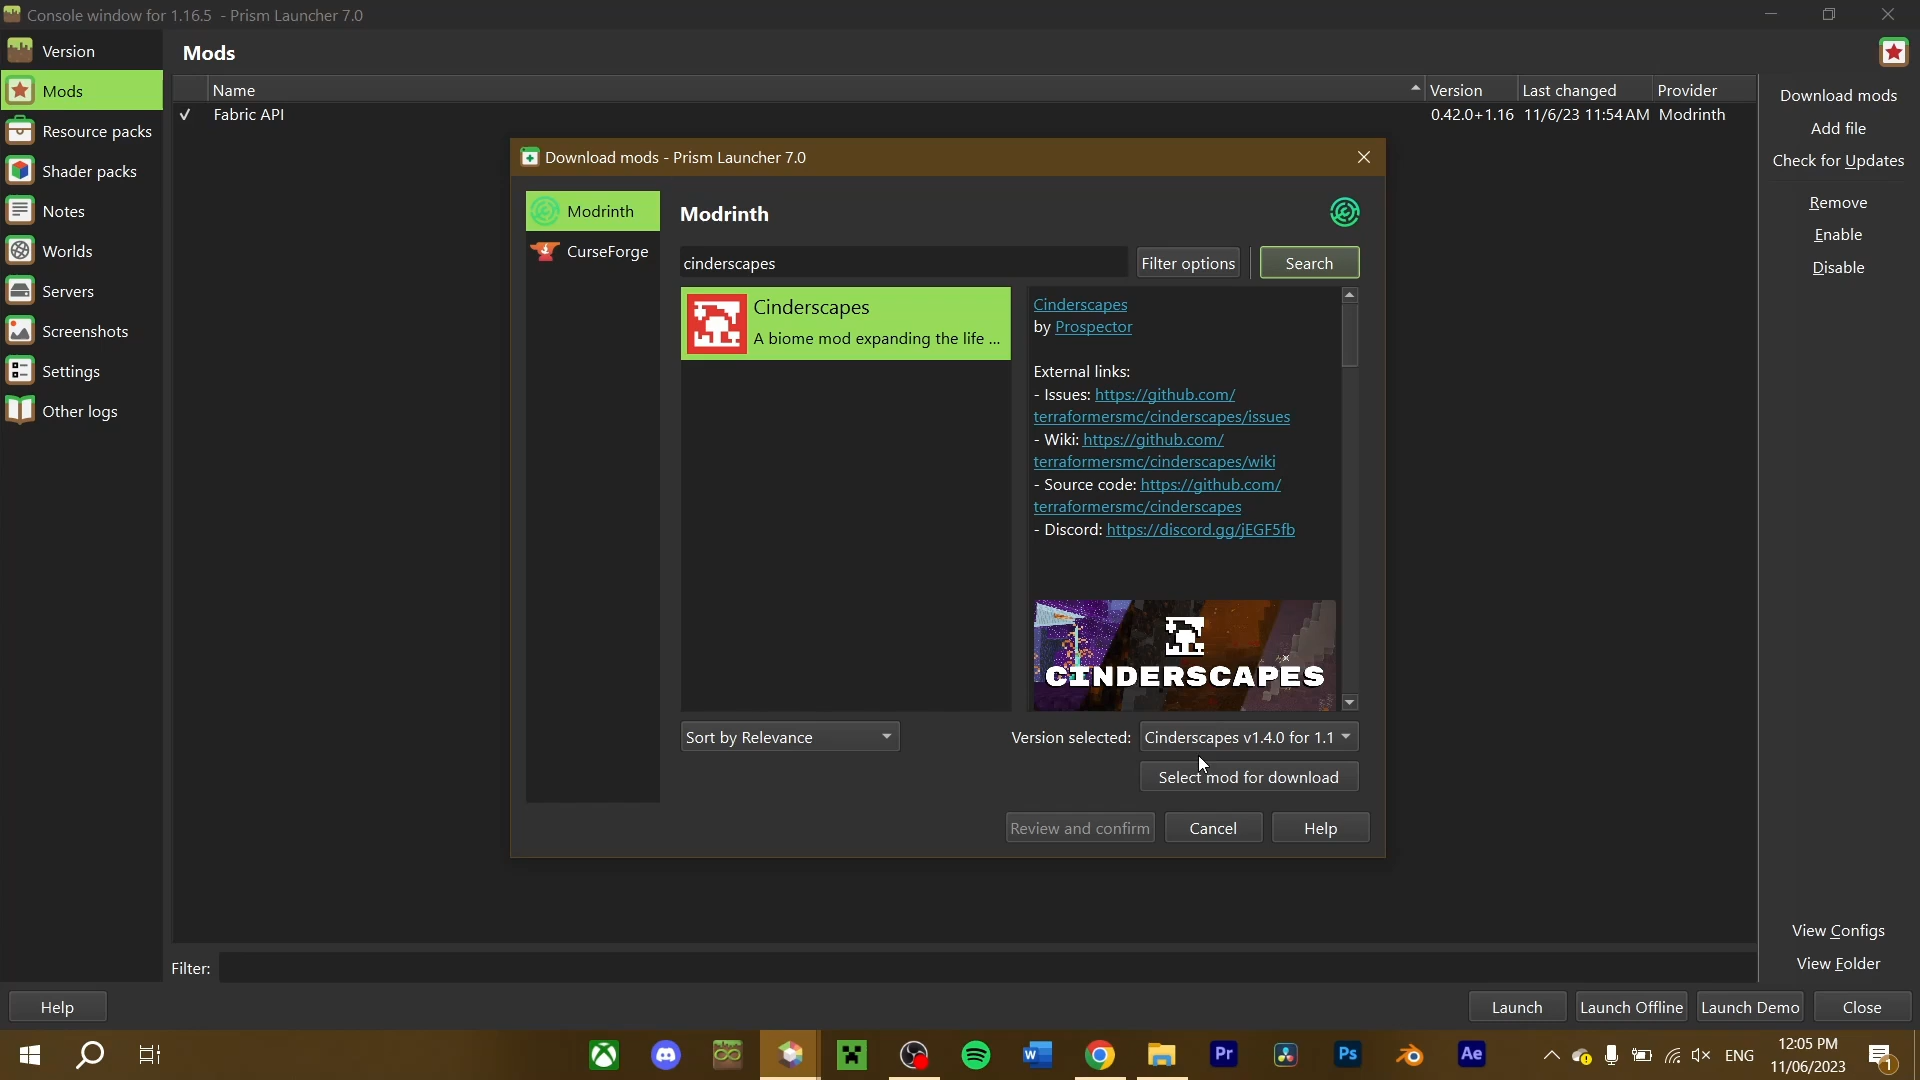 Console window for 1.16.5 - Prism Launcher 7.0
Version
Mods
Resource packs
Shader packs
Notes
Worlds
Servers
Screenshots
Settings
Other logs
Mods
Name Version Last changed Provider
✓ Fabric API 0.42.0+1.16 11/6/23 11:54 AM Modrinth
Download mods
Add file
Check for Updates
Remove
Enable
Disable
View Configs
View Folder
Download mods - Prism Launcher 7.0
Modrinth
CurseForge
Modrinth
cinderscapes Filter options Search
Cinderscapes
A biome mod expanding the life ...
Cinderscapes
by Prospector
External links:
- Issues: https://github.com/
terraformersmc/cinderscapes/issues
- Wiki: https://github.com/
terraformersmc/cinderscapes/wiki
- Source code: https://github.com/
terraformersmc/cinderscapes
- Discord: https://discord.gg/jEGF5fb
CINDERSCAPES
Sort by Relevance Version selected: Cinderscapes v1.4.0 for 1.1
Select mod for download
Review and confirm Cancel Help
Filter:
Help Launch Launch Offline Launch Demo Close
W Pr Ps Ae
ENG
12:05 PM
11/06/2023
1